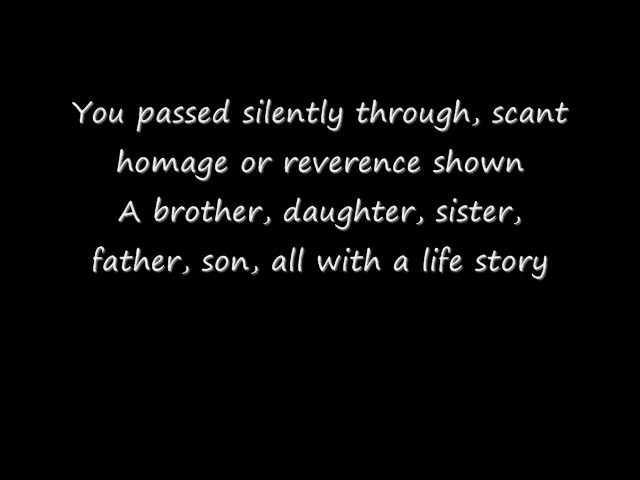 You passed silently through, scant
homage or reverence shown
A brother, daughter, sister,
father, son, all with a life story